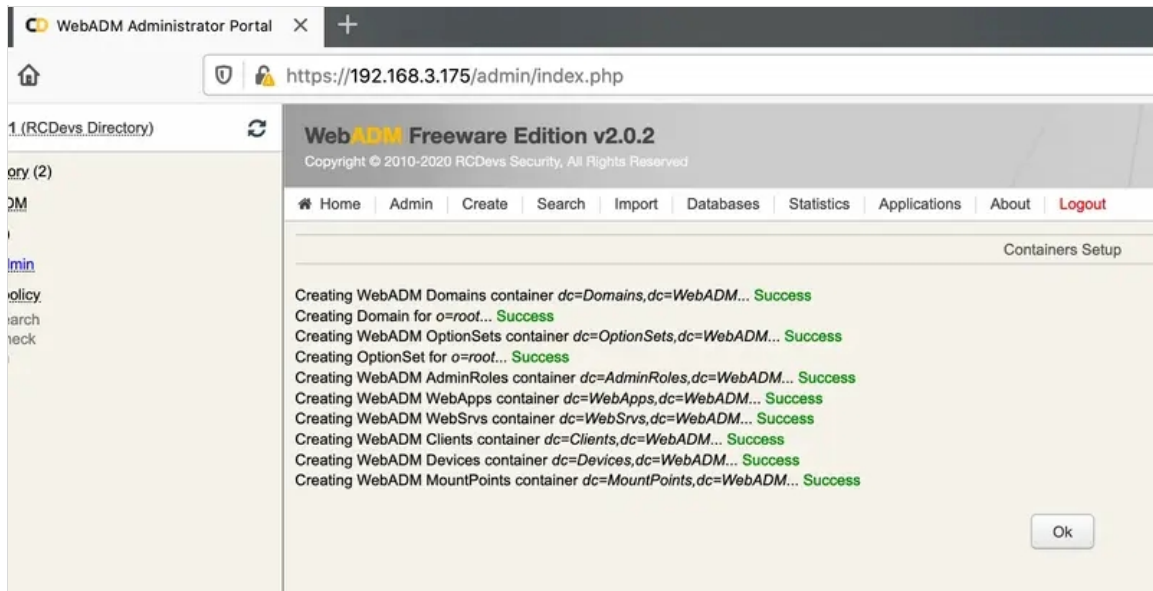 WebADM Administrator Portal
https://192.168.3.175/admin/index.php
1 (RCDevs Directory)
WebADM Freeware Edition v2.0.2
Copyright © 2010-2020 RCDevs Security, All Rights Reserved
ory (2)
DM
Home Admin Create Search Import Databases Statistics Applications About Logout
)
Containers Setup
dmin
policy
earch
heck
Creating WebADM Domains container dc=Domains,dc=WebADM... Success
Creating Domain for o=root... Success
Creating WebADM OptionSets container dc=OptionSets,dc=WebADM... Success
Creating OptionSet for o=root... Success
Creating WebADM AdminRoles container dc=AdminRoles,dc=WebADM... Success
Creating WebADM WebApps container dc=WebApps,dc=WebADM... Success
Creating WebADM WebSrvs container dc=WebSrvs,dc=WebADM... Success
Creating WebADM Clients container dc=Clients,dc=WebADM... Success
Creating WebADM Devices container dc=Devices,dc=WebADM... Success
Creating WebADM MountPoints container dc=MountPoints,dc=WebADM... Success
Ok